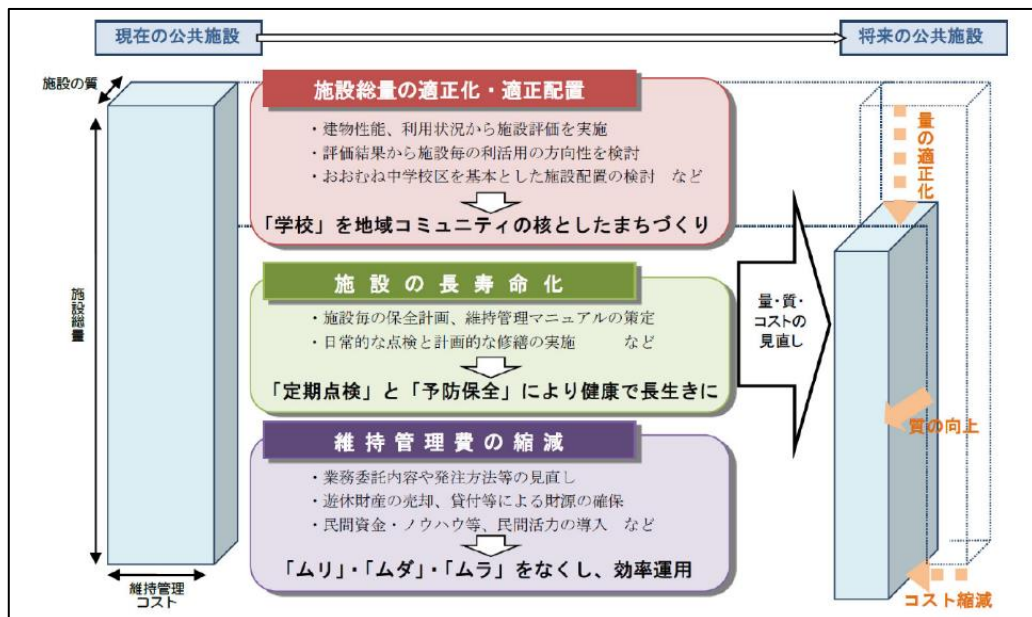 現在の公共施設
将来の公共施設
施設の質
施設総量
維持管理
コスト
施設総量の適正化・適正配置
・建物性能、利用状況から施設評価を実施
・評価結果から施設毎の利活用の方向性を検討
・おおむね中学校区を基本とした施設配置の検討　など
「学校」を地域コミュニティの核としたまちづくり
施設の長寿命化
・施設毎の保全計画、維持管理マニュアルの策定
・日常的な点検と計画的な修繕の実施　など
「定期点検」と「予防保全」により健康で長生きに
維持管理費の縮減
・業務委託内容や発注方法等の見直し
・遊休財産の売却、貸付等による財源の確保
・民間資金・ノウハウ等、民間活力の導入　など
「ムリ」・「ムダ」・「ムラ」をなくし、効率運用
量・質・
コストの
見直し
量の適正化
質の向上
コスト縮減